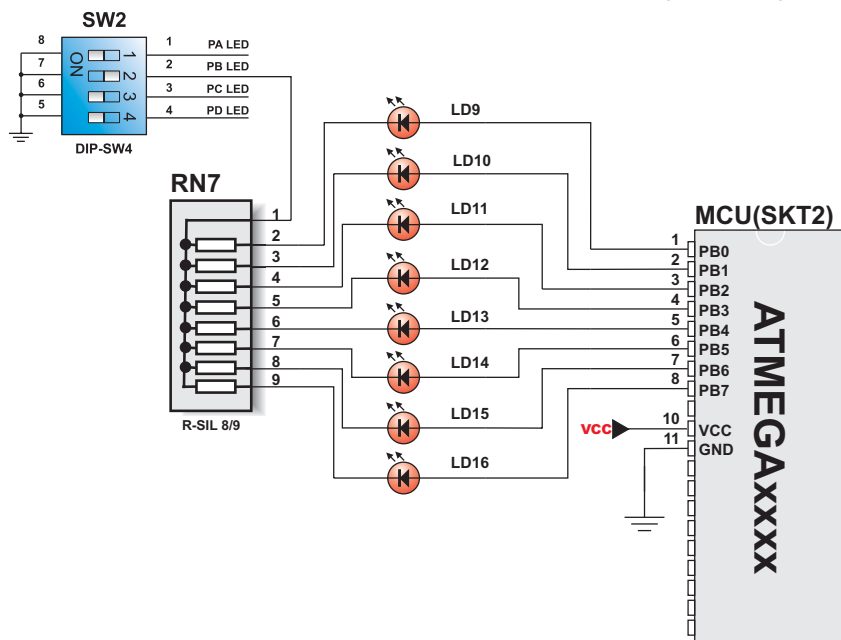 SW2
8 1 PA LED
7 2 PB LED
6 3 PC LED
5 4 PD LED
ON
1
2
3
4
DIP-SW4
RN7
1
2
3
4
5
6
7
8
9
R-SIL 8/9
LD9
LD10
LD11
LD12
LD13
LD14
LD15
LD16
MCU(SKT2)
1 PB0
2 PB1
3 PB2
4 PB3
5 PB4
6 PB5
7 PB6
8 PB7
VCC 10 VCC
11 GND
ATMEGAxxxx